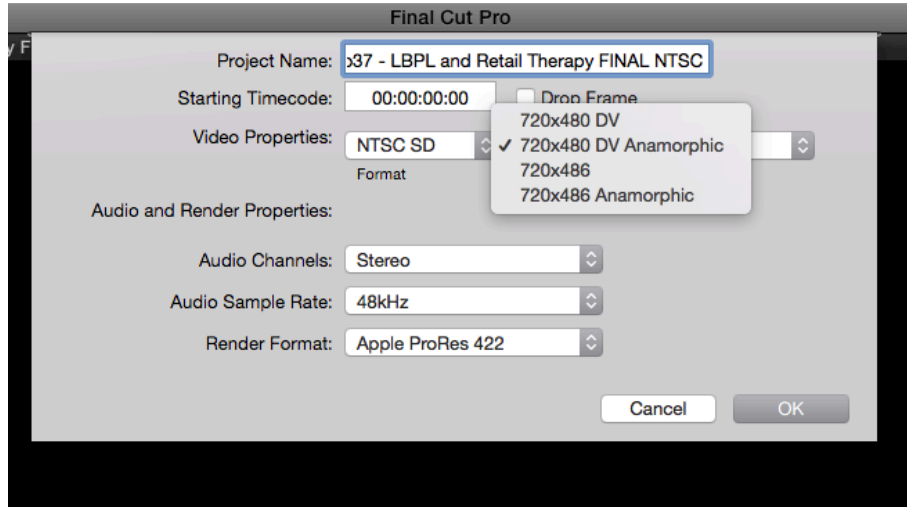 Final Cut Pro
y F
Project Name: 37 - LBPL and Retail Therapy FINAL NTSC
Starting Timecode: 00:00:00:00 Drop Frame
720x480 DV
Video Properties: NTSC SD ✓ 720x480 DV Anamorphic
Format 720x486
720x486 Anamorphic
Audio and Render Properties:
Audio Channels: Stereo
Audio Sample Rate: 48kHz
Render Format: Apple ProRes 422
Cancel OK